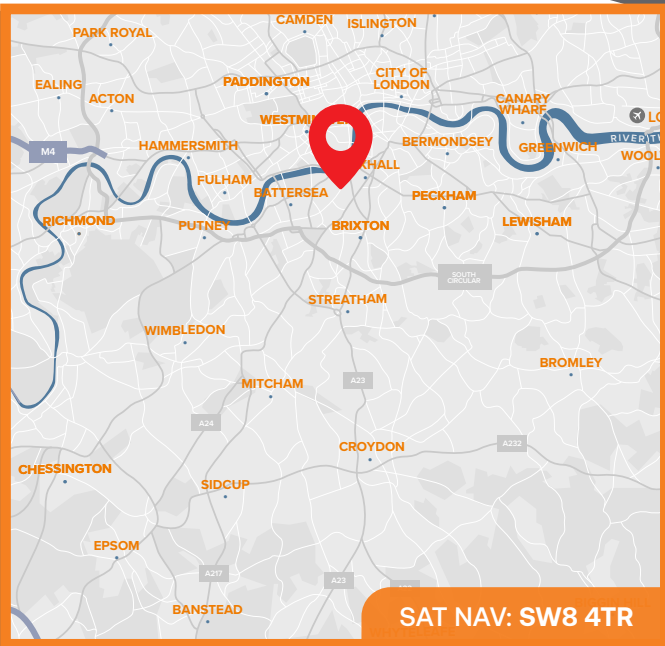 CAMDEN
ISLINGTON
PARK ROYAL
EALING
ACTON
PADDINGTON
CITY OF
LONDON
CANARY
WHARF
M4
HAMMERSMITH
BERMONDSEY
GREENWICH
FULHAM
BATTERSEA
PECKHAM
RICHMOND
PUTNEY
BRIXTON
LEWISHAM
SOUTH
CIRCULAR
STREATHAM
WIMBLEDON
BROMLEY
MITCHAM
A23
A24
CROYDON
A232
CHESSINGTON
SIDCUP
EPSOM
A217
A23
BANSTEAD
SAT NAV: SW8 4TR